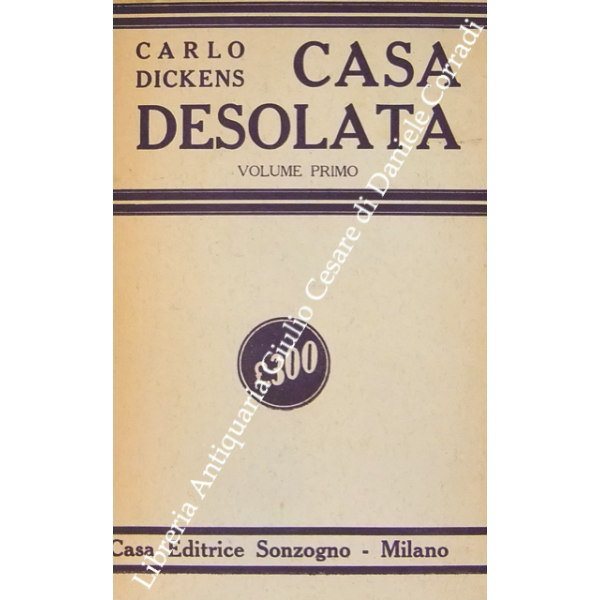 CARLO CASA
DICKENS
DESOLATA
VOLUME PRIMO
£300
Casa Editrice Sonzogno - Milano
Libreria Antiquaria Giulio Cesare di Daniele Corradi